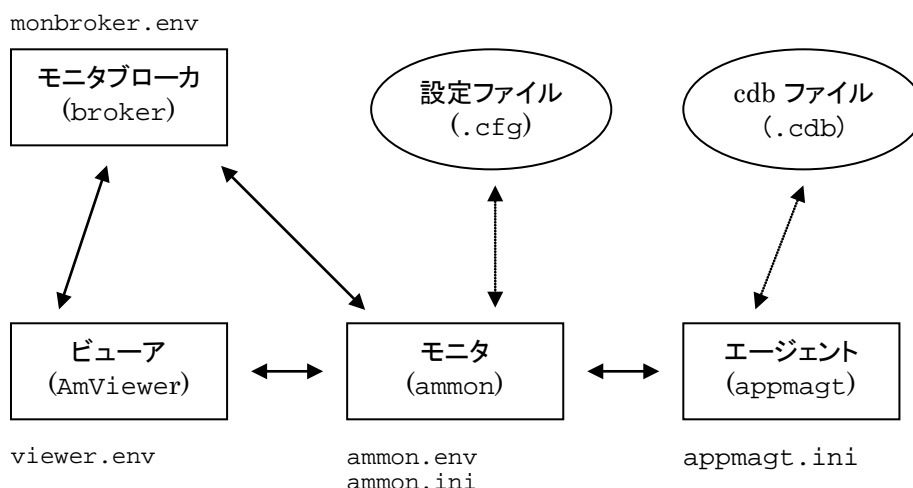 monbroker.env
モニタブローカ
(broker)
設定ファイル
(.cfg)
cdb ファイル
(.cdb)
ビューア
(AmViewer)
モニタ
(ammon)
エージェント
(appmagt)
viewer.env
ammon.env
ammon.ini
appmagt.ini